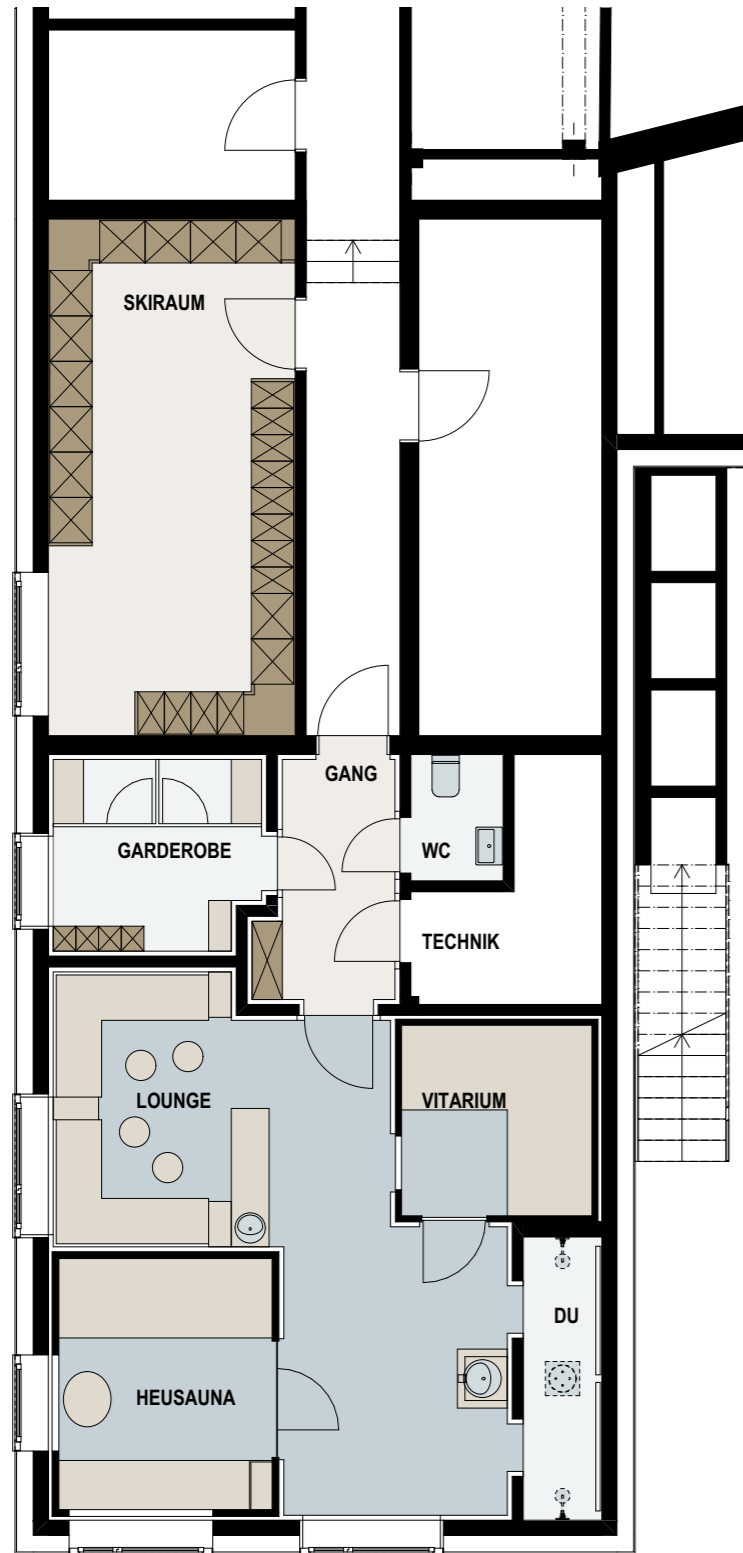 SKIRAUM
GANG
GARDEROBE
WC
TECHNIK
LOUNGE
VITARIUM
DU
HEUSAUNA